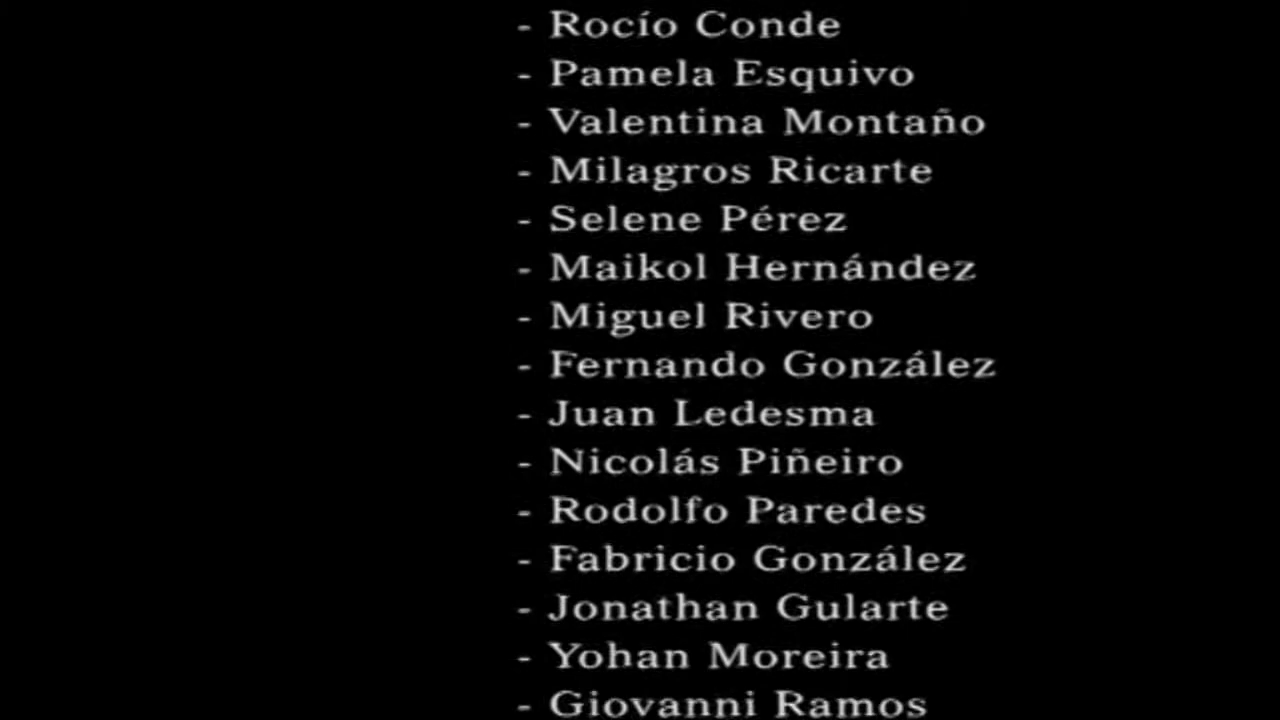 - Rocío Conde
- Pamela Esquivo
- Valentina Montaño
- Milagros Ricarte
- Selene Pérez
- Maikol Hernández
- Miguel Rivero
- Fernando González
- Juan Ledesma
- Nicolás Piñeiro
- Rodolfo Paredes
- Fabricio González
- Jonathan Gularte
- Yohan Moreira
- Giovanni Ramos